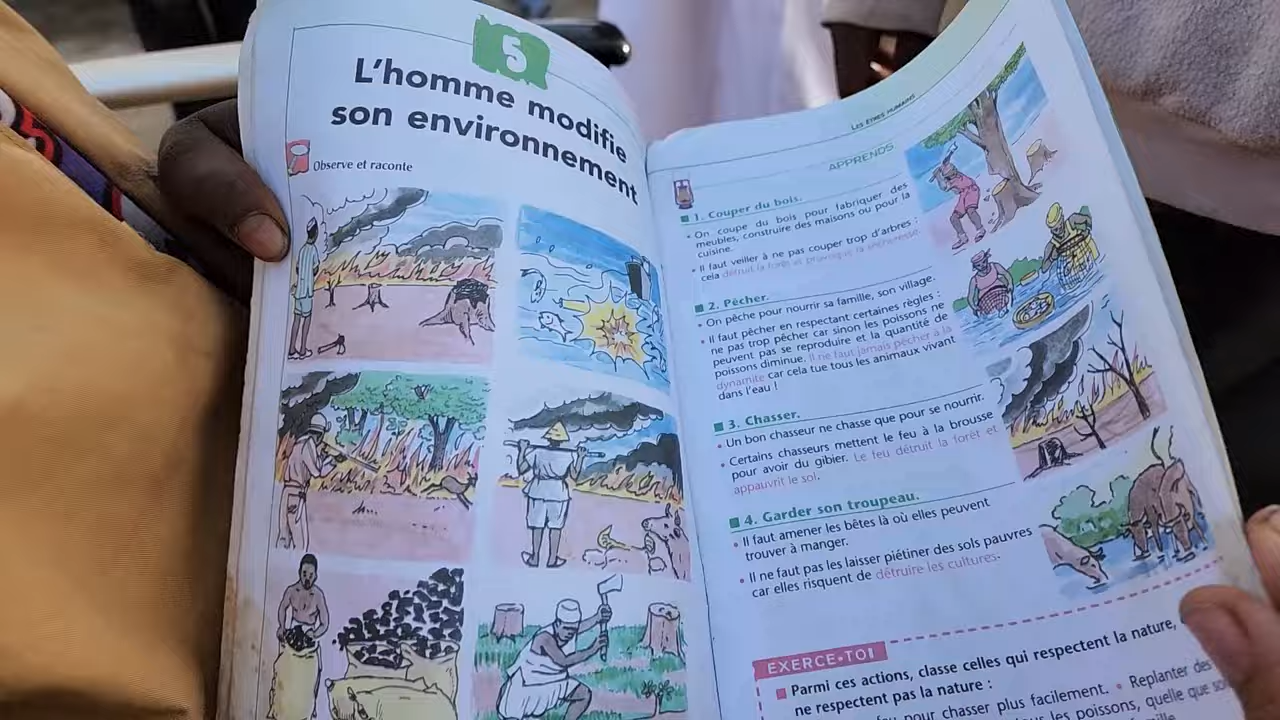 5
L'homme modifie
son environnement
Observe et raconte
LES ÊTRES HUMAINS
APPRENDS
1. Couper du bois.
• On coupe du bois pour fabriquer des
meubles, construire des maisons ou pour la
cuisine.
• Il faut veiller à ne pas couper trop d'arbres :
cela détruit la forêt et provoque la sécheresse.
2. Pêcher.
• On pêche pour nourrir sa famille, son village.
• Il faut pêcher en respectant certaines règles :
ne pas trop pêcher car sinon les poissons ne
peuvent pas se reproduire et la quantité de
poissons diminue. Il ne faut jamais pêcher à la
dynamite car cela tue tous les animaux vivant
dans l'eau !
3. Chasser.
• Un bon chasseur ne chasse que pour se nourrir.
• Certains chasseurs mettent le feu à la brousse
pour avoir du gibier. Le feu détruit la forêt et
appauvrit le sol.
4. Garder son troupeau.
• Il faut amener les bêtes là où elles peuvent
trouver à manger.
• Il ne faut pas les laisser piétiner des sols pauvres
car elles risquent de détruire les cultures.
EXERCE•TOI
Parmi ces actions, classe celles qui respectent la nature,
ne respectent pas la nature :
feu pour chasser plus facilement. • Replanter des
les poissons, quelle que